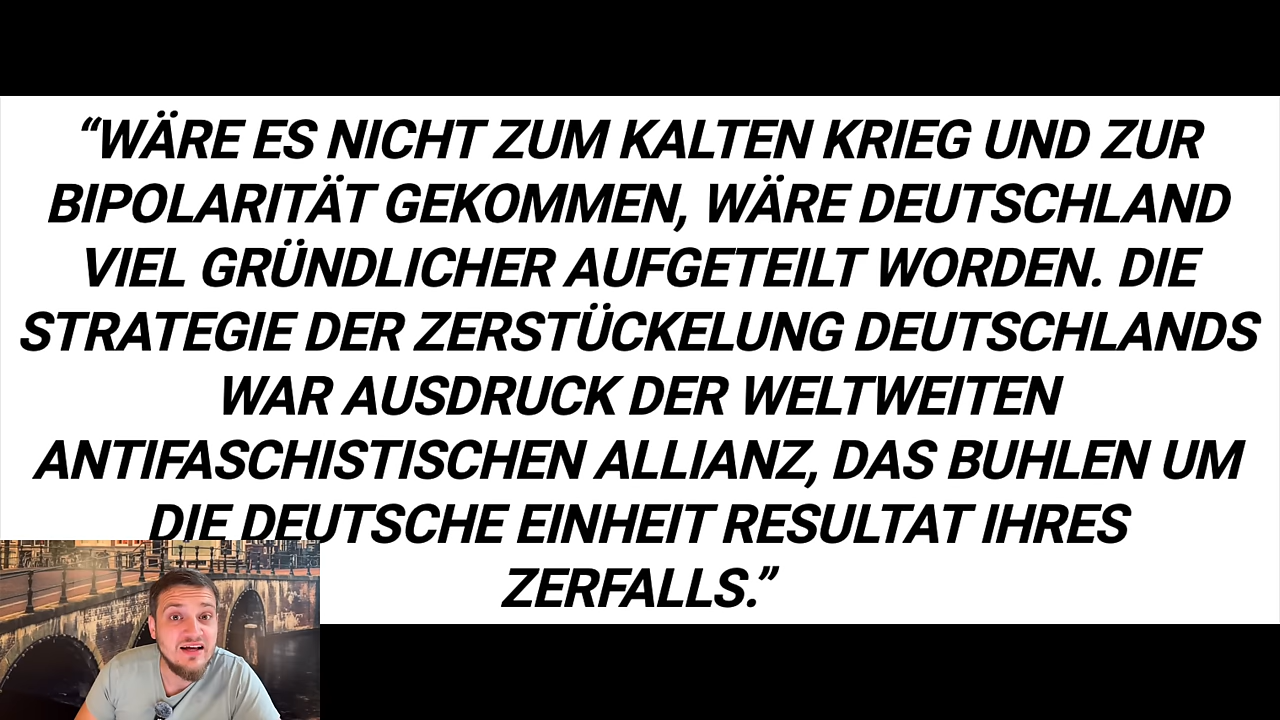 “WÄRE ES NICHT ZUM KALTEN KRIEG UND ZUR
BIPOLARITÄT GEKOMMEN, WÄRE DEUTSCHLAND
VIEL GRÜNDLICHER AUFGETEILT WORDEN. DIE
STRATEGIE DER ZERSTÜCKELUNG DEUTSCHLANDS
WAR AUSDRUCK DER WELTWEITEN
ANTIFASCHISTISCHEN ALLIANZ, DAS BUHLEN UM
DIE DEUTSCHE EINHEIT RESULTAT IHRES
ZERFALLS.”